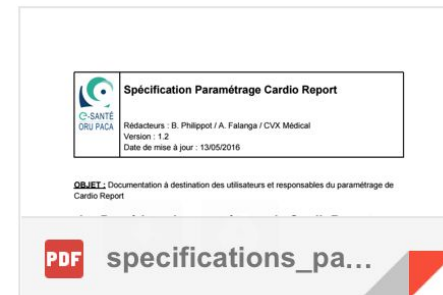 Spécification Paramétrage Cardio Report
e-SANTÉ
ORU PACA
Rédacteurs : B. Philippot / A. Falanga / CVX Médical
Version : 1.2
Date de mise à jour : 13/05/2016
OBJET : Documentation à destination des utilisateurs et responsables du paramétrage de
Cardio Report
PDF
specifications_pa...